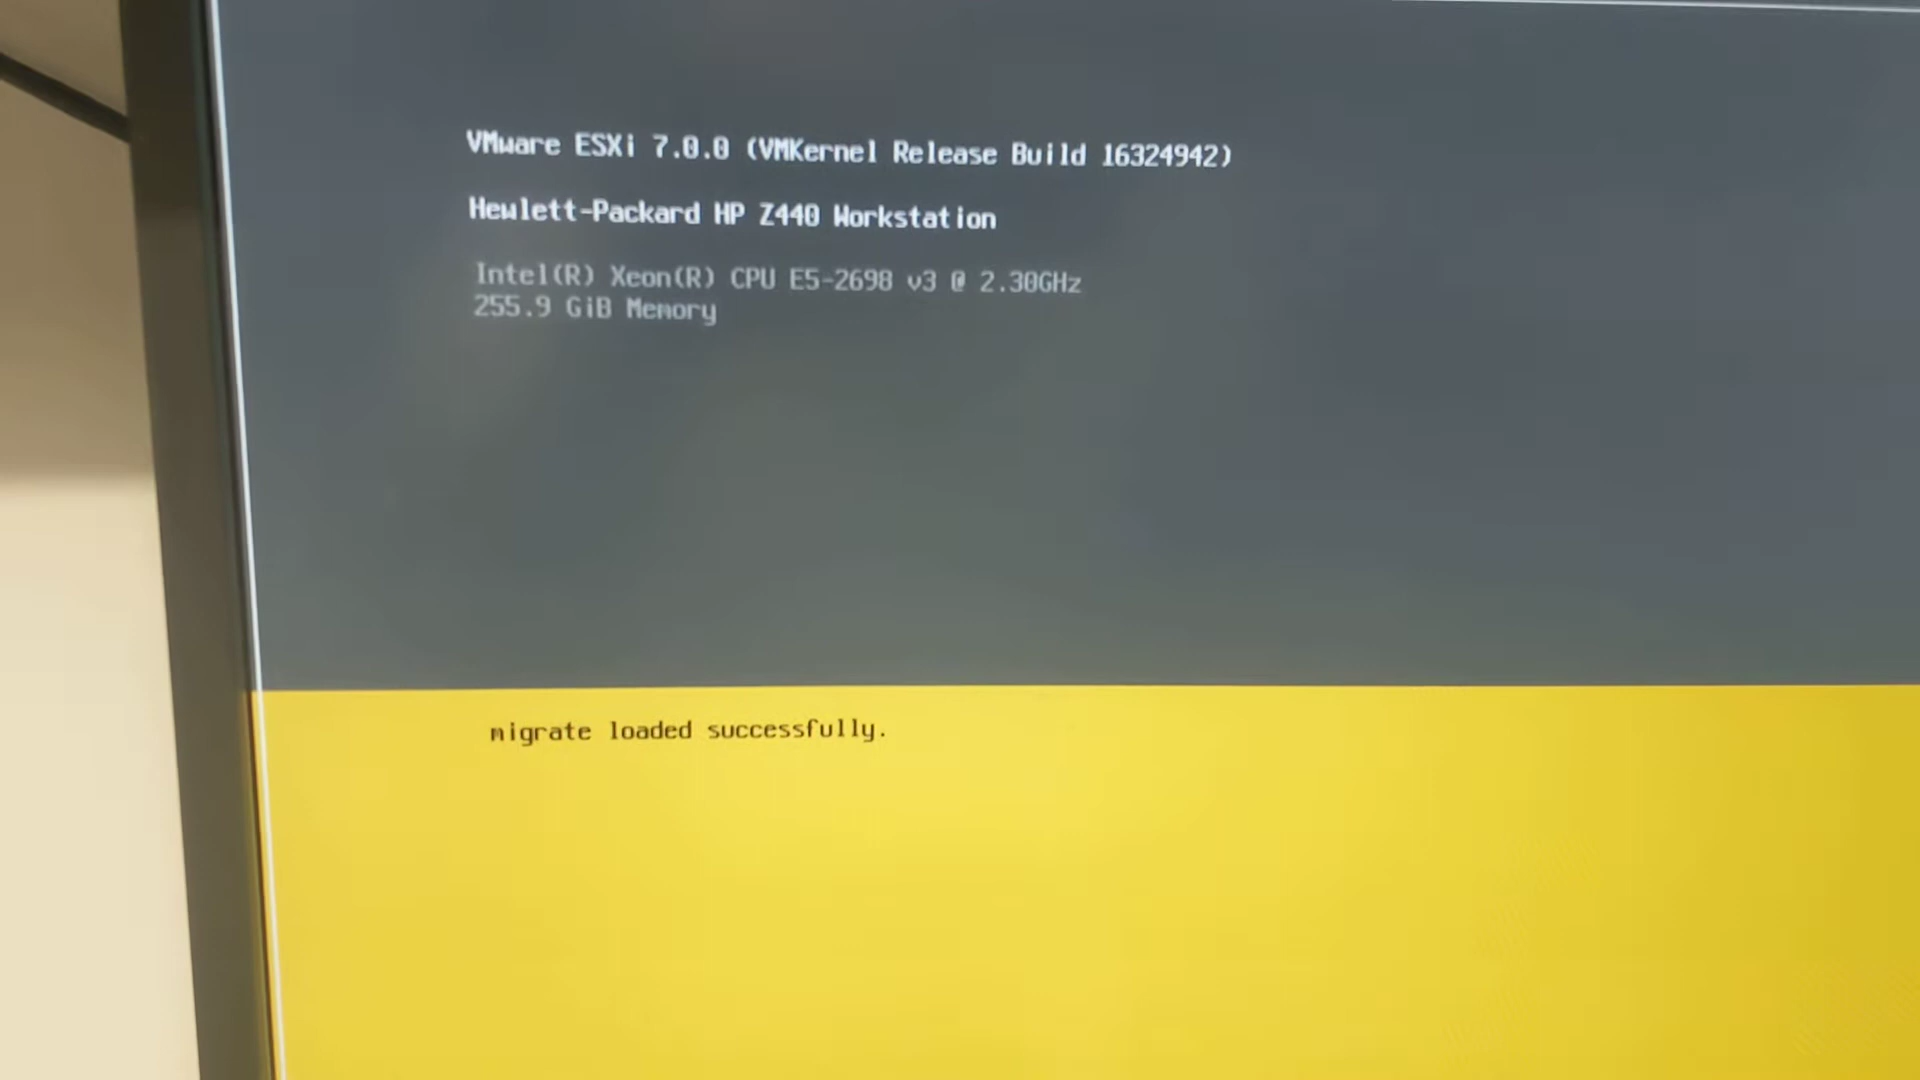 VMware ESXi 7.0.0 (VMKernel Release Build 16324942)
Hewlett-Packard HP Z440 Workstation
Intel(R) Xeon(R) CPU E5-2698 v3 @ 2.30GHz
255.9 GiB Memory
migrate loaded successfully.